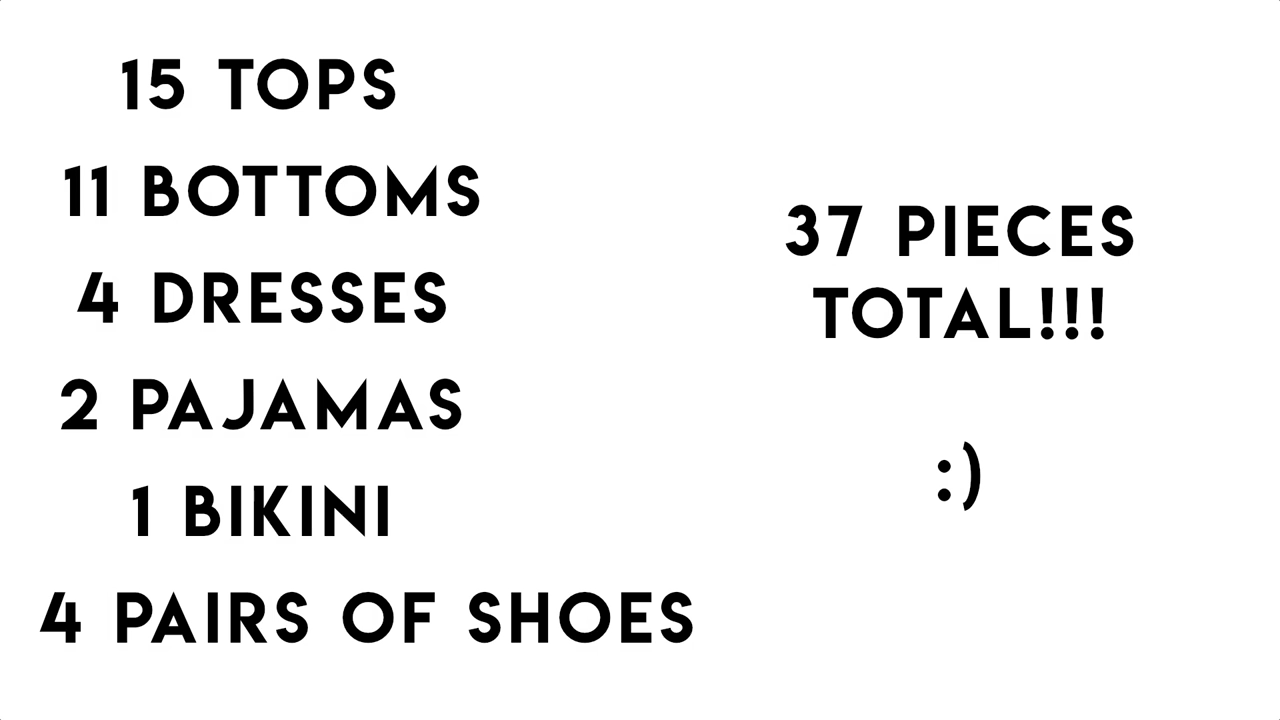 15 TOPS
11 BOTTOMS
4 DRESSES
2 PAJAMAS
1 BIKINI
4 PAIRS OF SHOES
37 PIECES
TOTAL!!!
:)